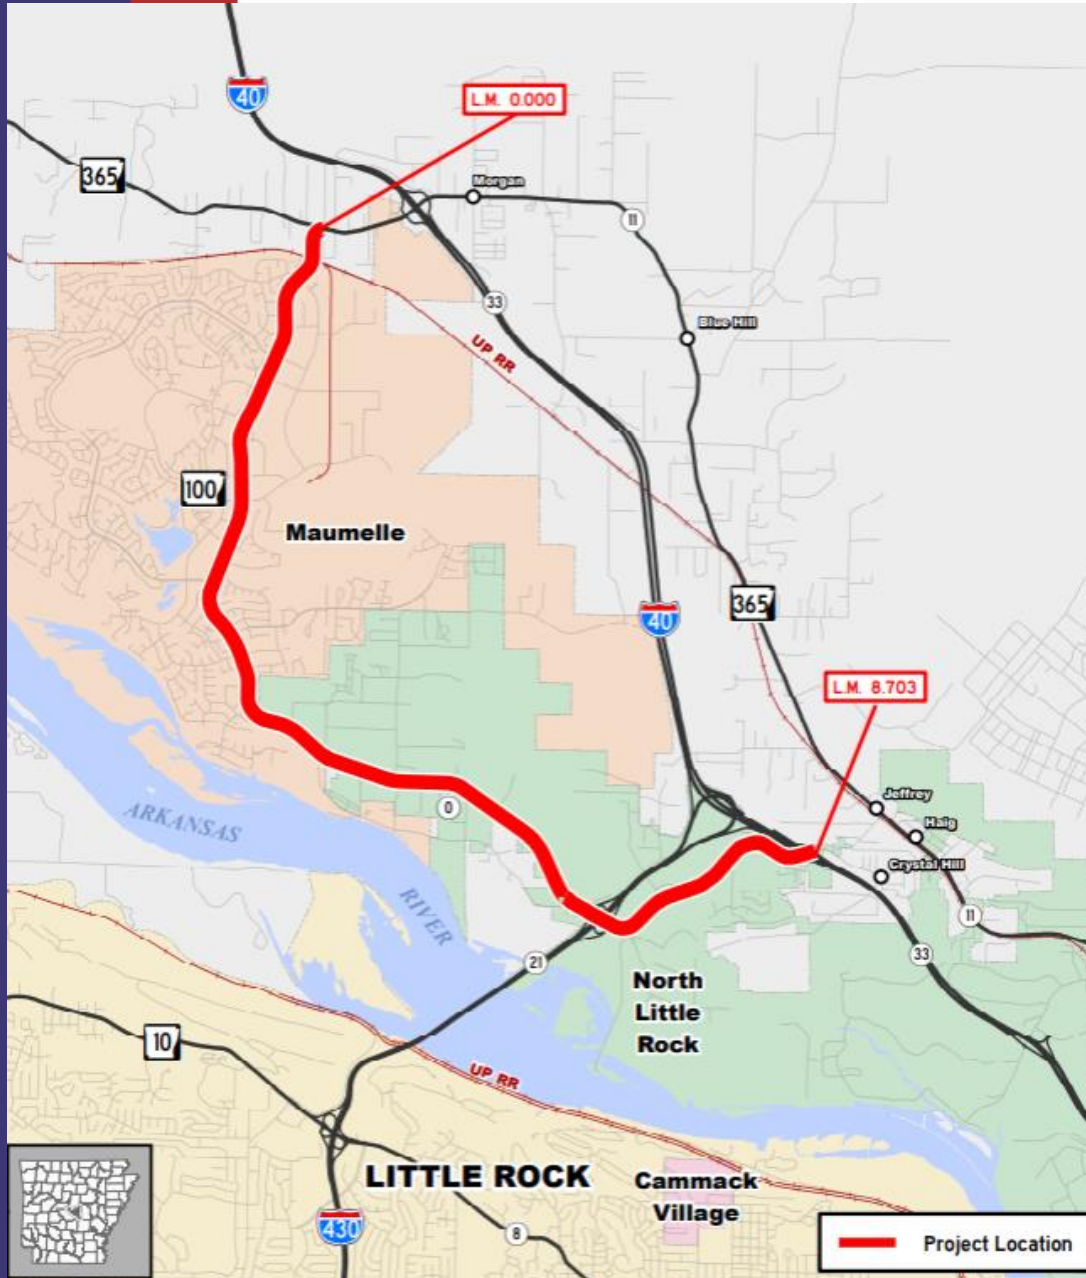 40
L.M. 0.000
365
Morgan
11
33
Blue Hill
UP RR
100
Maumelle
365
40
L.M. 8.703
Jeffrey
0
ARKANSAS
Haig
Crystal Hill
RIVER
11
33
21
North
Little
Rock
10
UP RR
LITTLE ROCK
Cammack
Village
430
8
Project Location